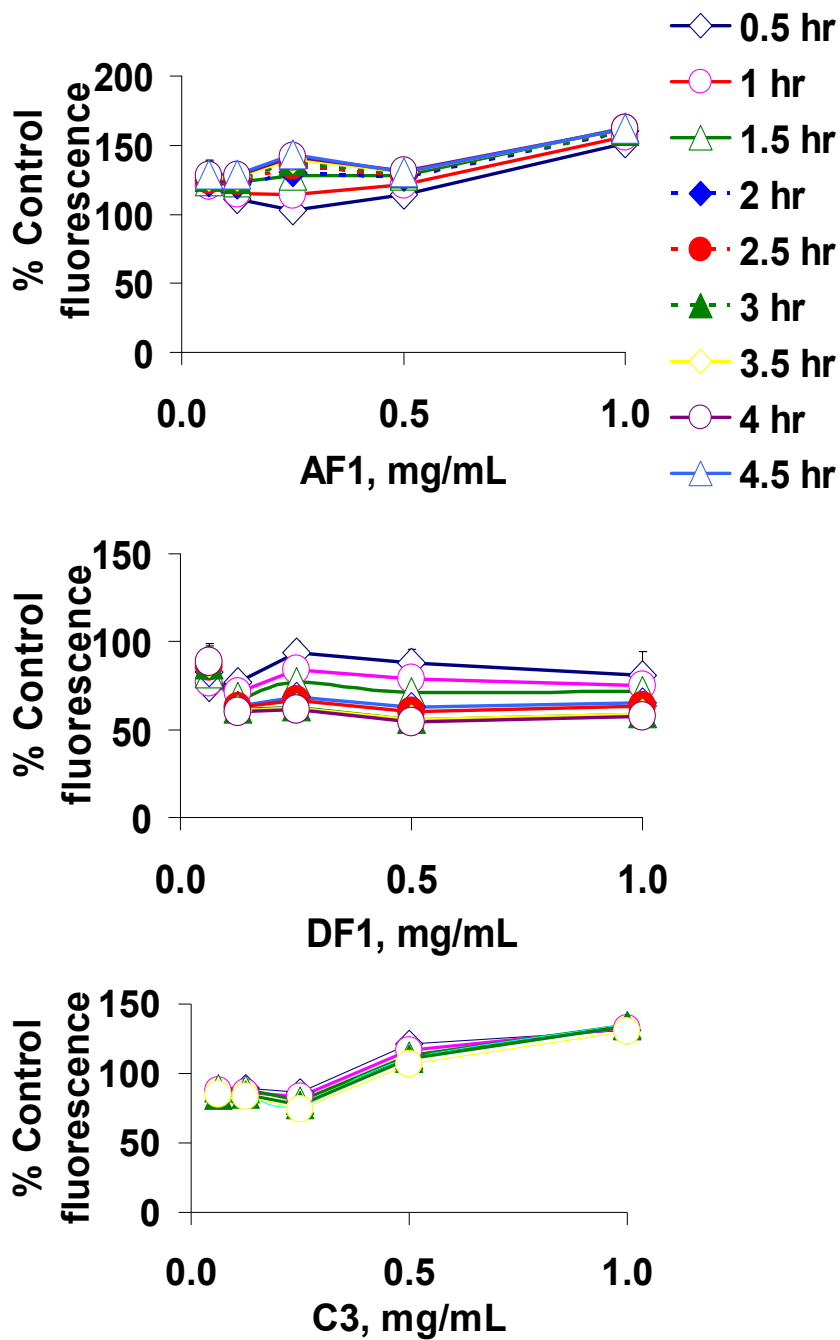 0.5 hr
1 hr
1.5 hr
2 hr
2.5 hr
3 hr
3.5 hr
4 hr
4.5 hr
% Control
fluorescence
200
150
100
50
0
0.0 0.5 1.0
AF1, mg/mL
% Control
fluorescence
150
100
50
0
0.0 0.5 1.0
DF1, mg/mL
% Control
fluorescence
150
100
50
0
0.0 0.5 1.0
C3, mg/mL